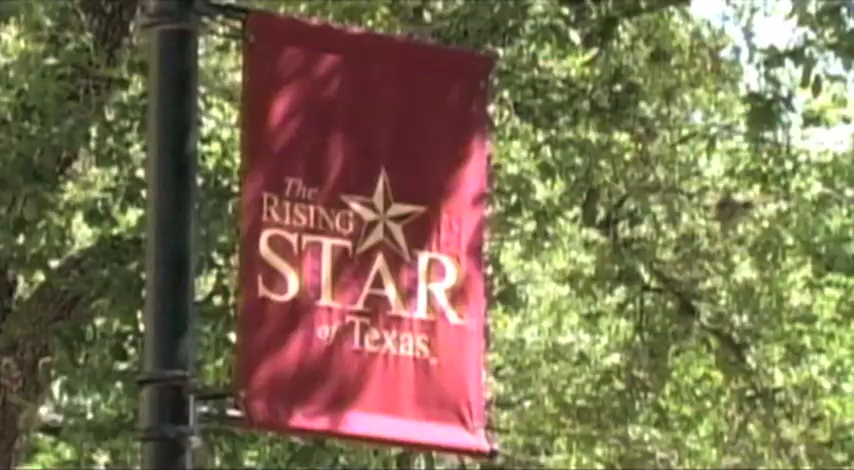 The
RISING
STAR
of Texas.